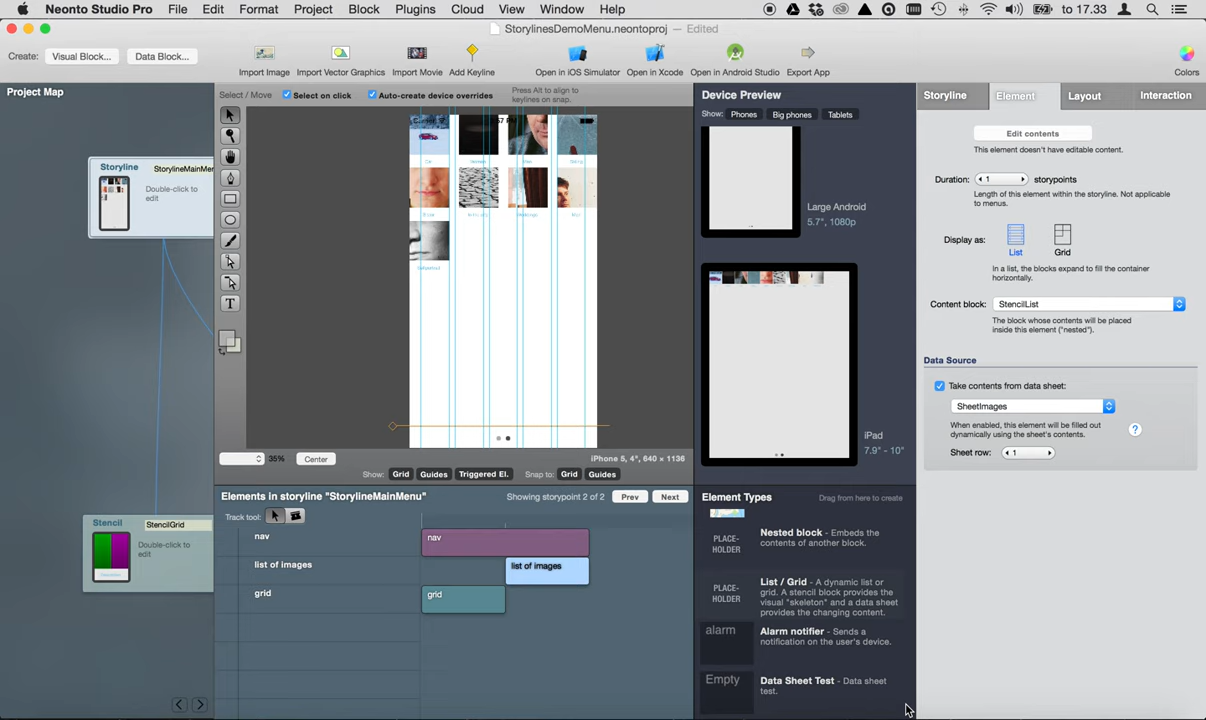 Neonto Studio Pro File Edit Format Project Block Plugins Cloud View Window Help to 17.33
StorylinesDemoMenu.neontoproj — Edited
Create: Visual Block... Data Block...
Import Image Import Vector Graphics Import Movie Add Keyline Open in iOS Simulator Open in Xcode Open in Android Studio Export App Colors
Project Map
Storyline StorylineMainMen
Double-click to
edit
Stencil StencilGrid
Double-click to
edit
Select / Move Select on click Auto-create device overrides
Press Alt to align to
keylines on snap.
T
35% Center iPhone 5, 4", 640 × 1136
Show: Grid Guides Triggered El. Snap to: Grid Guides
Elements in storyline "StorylineMainMenu" Showing storypoint 2 of 2 Prev Next
Track tool:
nav nav
list of images list of images
grid grid
Device Preview
Show: Phones Big phones Tablets
Large Android
5.7", 1080p
iPad
7.9" - 10"
Element Types Drag from here to create
PLACE-
HOLDER
Nested block - Embeds the
contents of another block.
PLACE-
HOLDER
List / Grid - A dynamic list or
grid. A stencil block provides the
visual "skeleton" and a data sheet
provides the changing content.
alarm
Alarm notifier - Sends a
notification on the user's device.
Empty
Data Sheet Test - Data sheet
test.
Storyline Element Layout Interaction
Edit contents
This element doesn't have editable content.
Duration: 1 storypoints
Length of this element within the storyline. Not applicable
to menus.
Display as:
List Grid
In a list, the blocks expand to fill the container
horizontally.
Content block: StencilList
The block whose contents will be placed
inside this element ("nested").
Data Source
Take contents from data sheet:
SheetImages
When enabled, this element will be filled out
dynamically using the sheet's contents.
?
Sheet row: 1